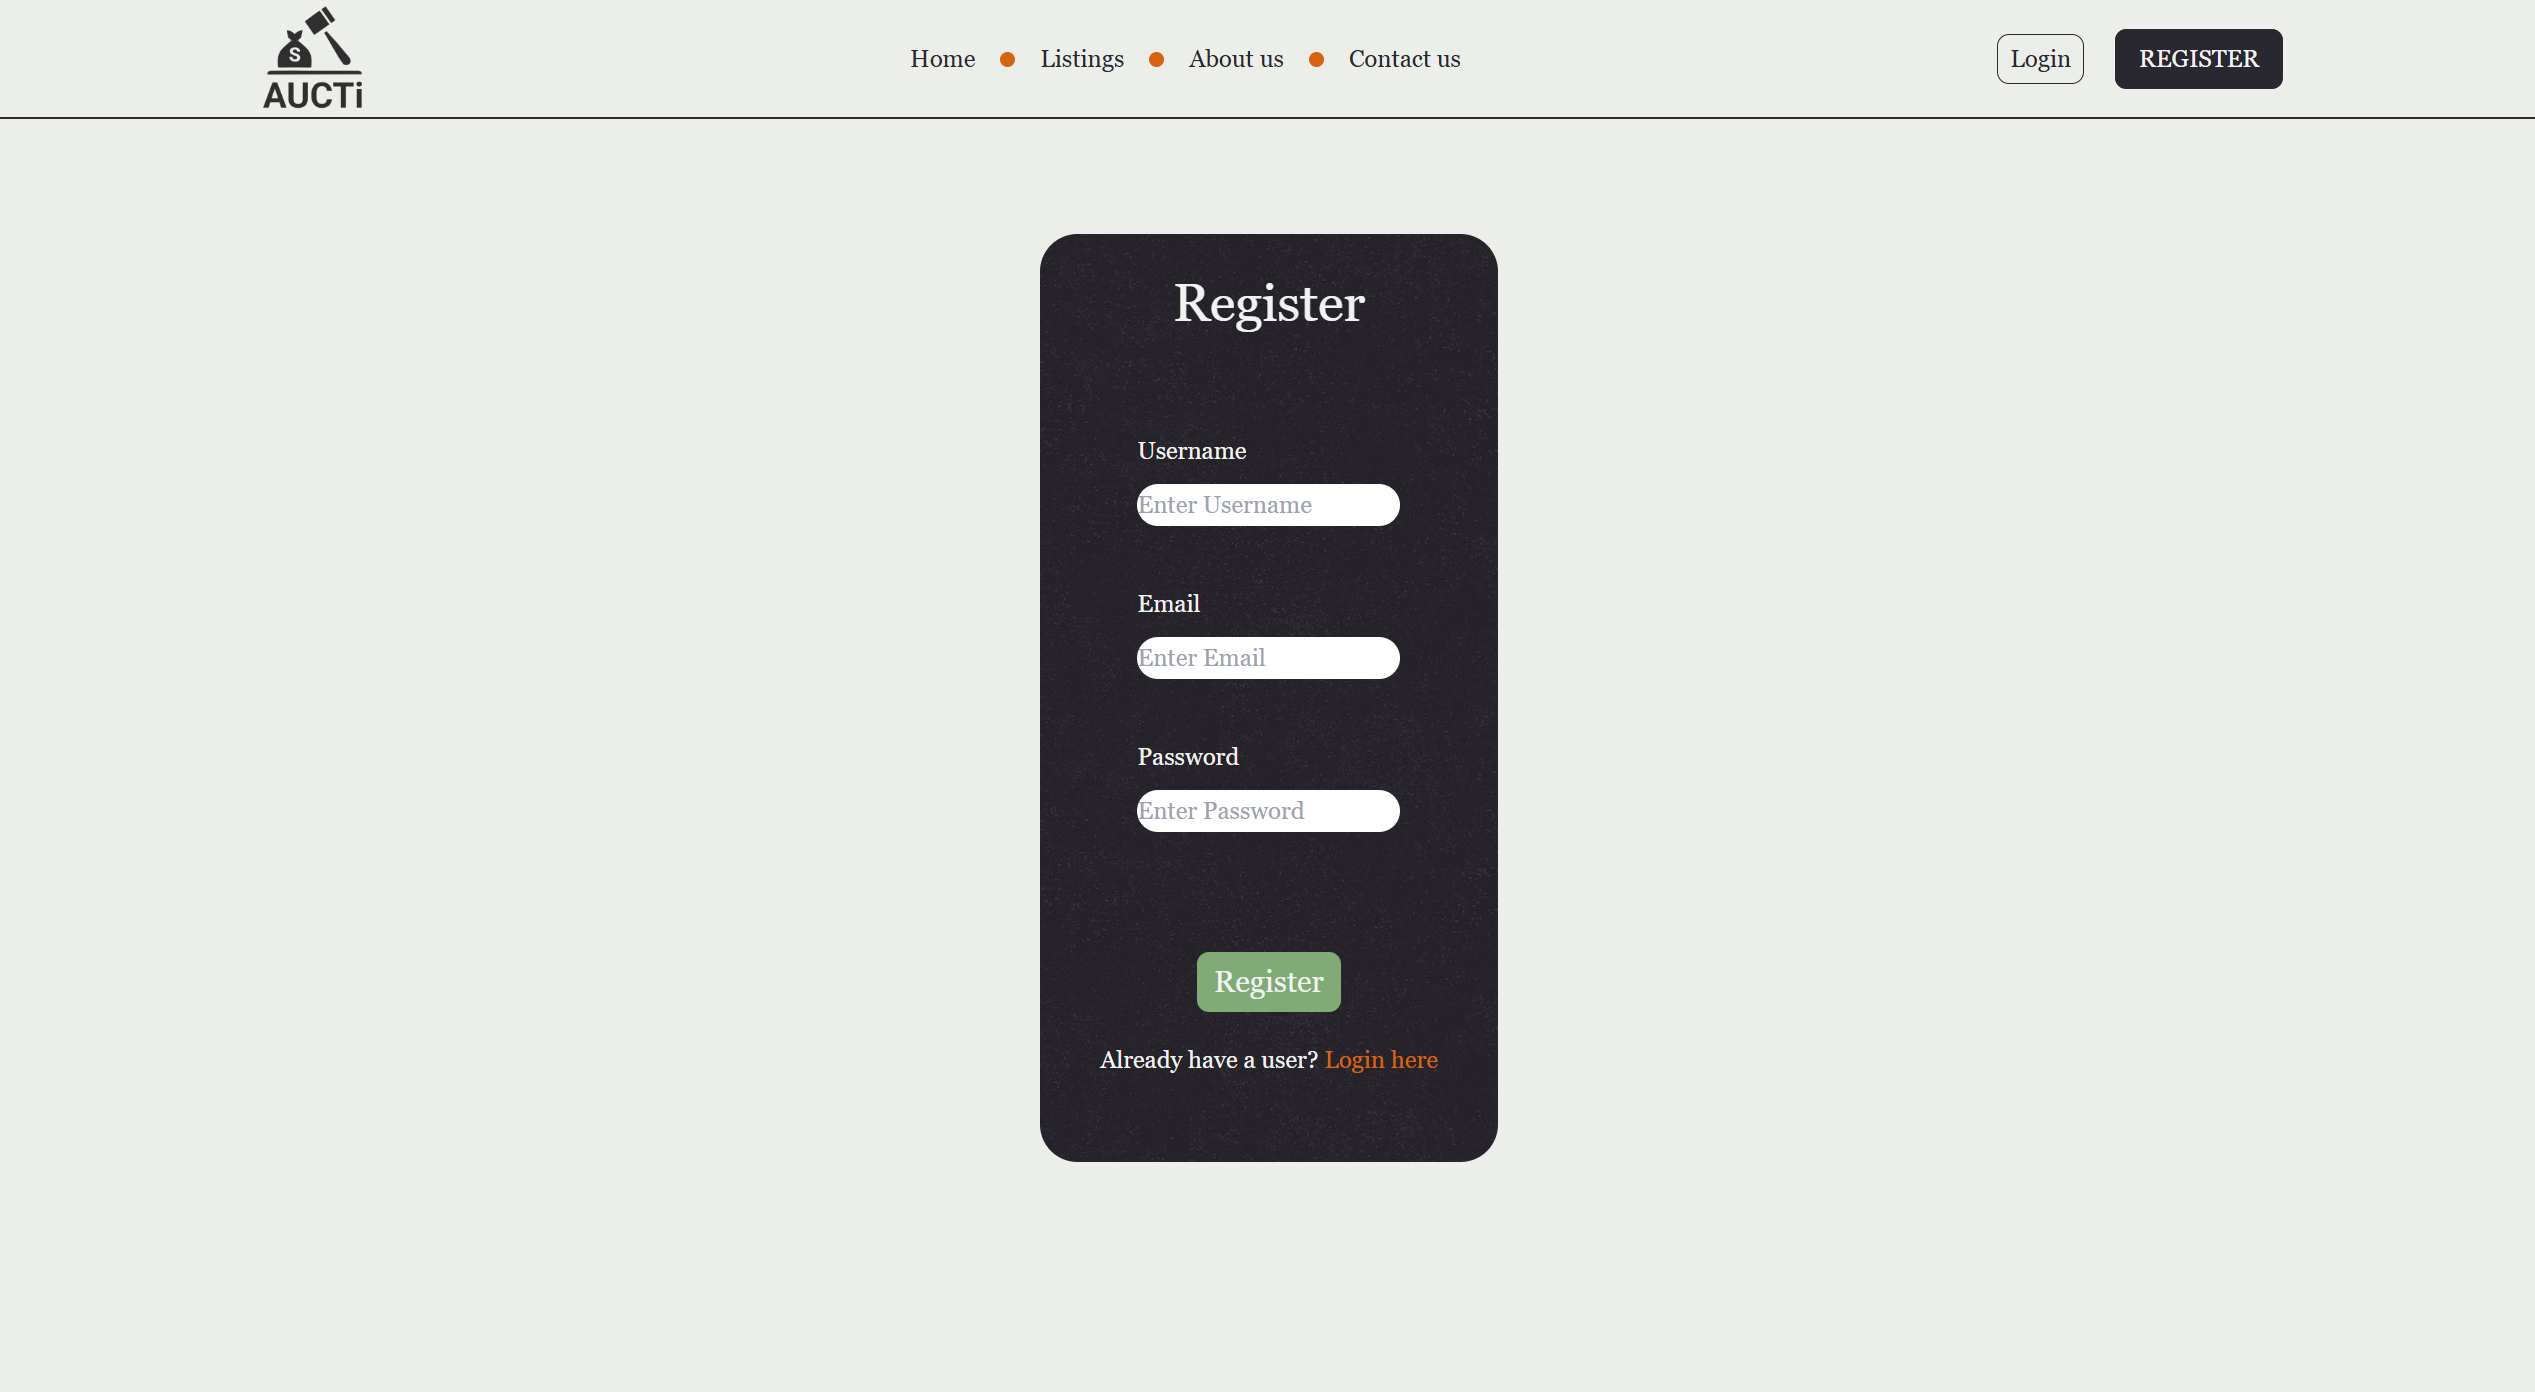 S
AUCTi
Home
Listings
About us
Contact us
Login
REGISTER
Register
Username
Enter Username
Email
Enter Email
Password
Enter Password
Register
Already have a user? Login here